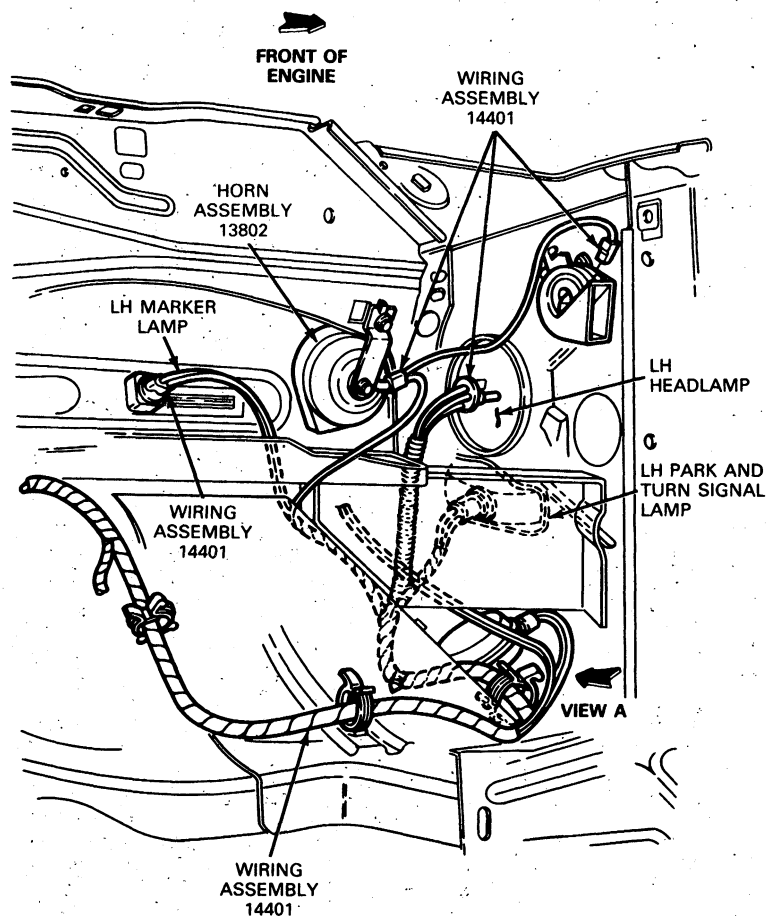 FRONT OF
ENGINE
WIRING
ASSEMBLY
14401
HORN
ASSEMBLY
13802
LH MARKER
LAMP
LH
HEADLAMP
LH PARK AND
TURN SIGNAL
LAMP
WIRING
ASSEMBLY
14401
VIEW A
WIRING
ASSEMBLY
14401